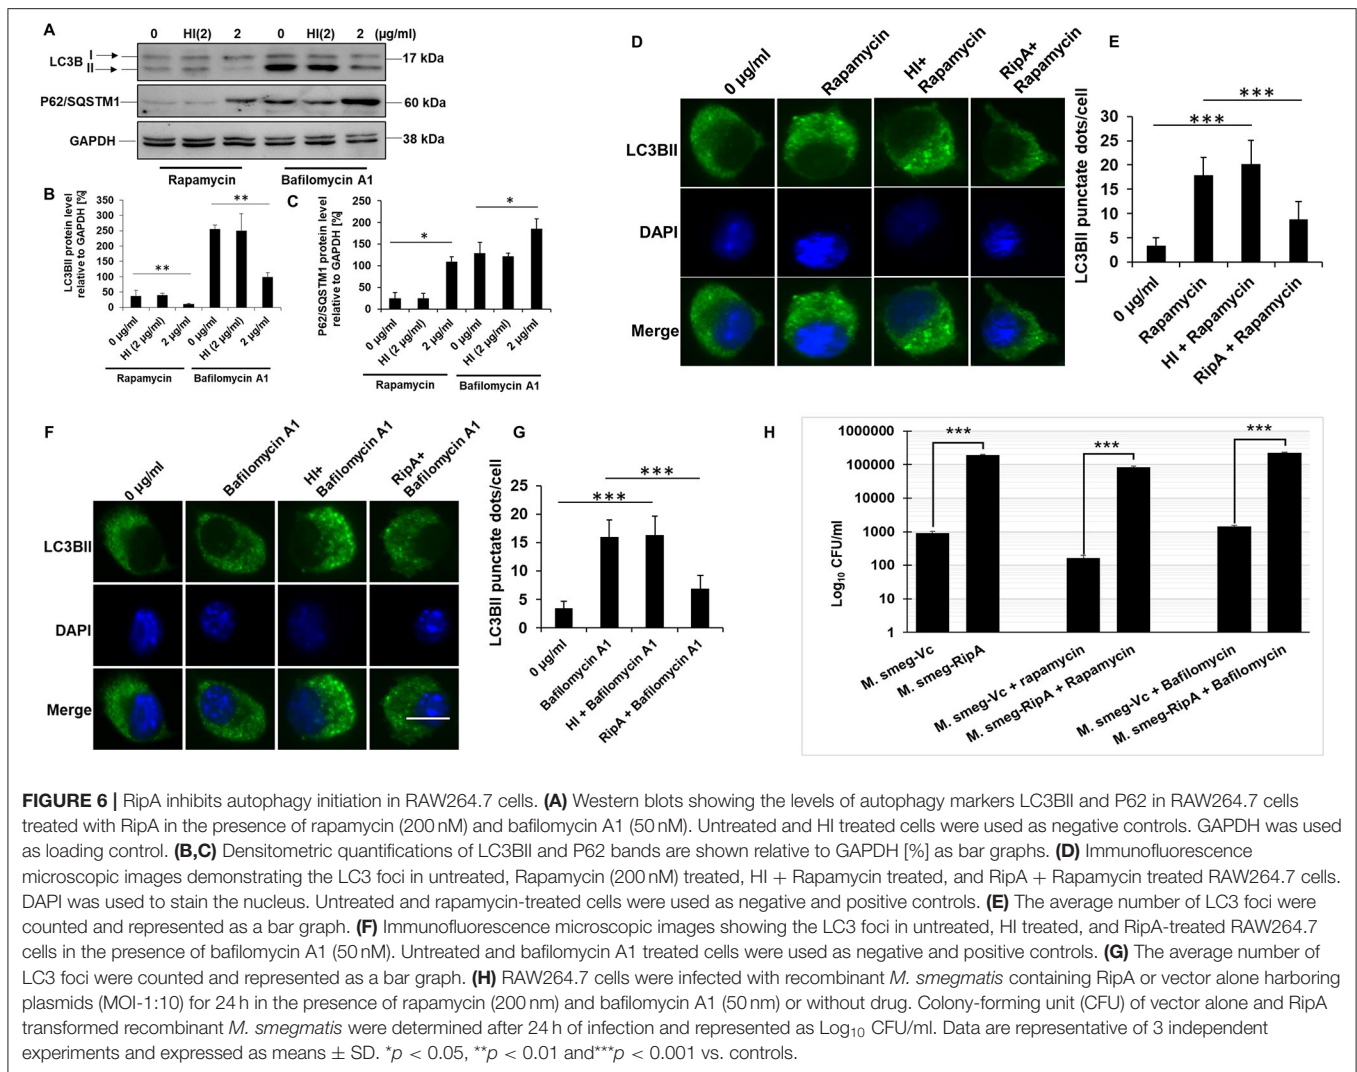 A
0 HI(2) 2 0 HI(2) 2 (µg/ml)
LC3B
I
II
17 kDa
P62/SQSTM1
60 kDa
GAPDH
38 kDa
Rapamycin
Bafilomycin A1
B
LC3BII protein level
relative to GAPDH [%]
350
300
250
200
150
100
50
0
**
**
0 µg/ml
HI (2 µg/ml)
2 µg/ml
0 µg/ml
HI (2 µg/ml)
2 µg/ml
Rapamycin
Bafilomycin A1
C
P62/SQSTM1 protein level
relative to GAPDH [%]
250
200
150
100
50
0
*
*
0 µg/ml
HI (2 µg/ml)
2 µg/ml
0 µg/ml
HI (2 µg/ml)
2 µg/ml
Rapamycin
Bafilomycin A1
D
0 µg/ml
Rapamycin
HI+
Rapamycin
RipA+
Rapamycin
LC3BII
DAPI
Merge
E
LC3BII punctate dots/cell
30
25
20
15
10
5
0
***
***
0 µg/ml
Rapamycin
HI + Rapamycin
RipA + Rapamycin
F
0 µg/ml
Bafilomycin A1
HI+
Bafilomycin A1
RipA+
Bafilomycin A1
LC3BII
DAPI
Merge
G
LC3BII punctate dots/cell
25
20
15
10
5
0
***
***
0 µg/ml
Bafilomycin A1
HI + Bafilomycin A1
RipA + Bafilomycin A1
H
Log10 CFU/ml
1000000
100000
10000
1000
100
10
1
***
***
***
M. smeg-Vc
M. smeg-RipA
M. smeg-Vc + rapamycin
M. smeg-RipA + Rapamycin
M. smeg-Vc + Bafilomycin
M. smeg-RipA + Bafilomycin
FIGURE 6 | RipA inhibits autophagy initiation in RAW264.7 cells. (A) Western blots showing the levels of autophagy markers LC3BII and P62 in RAW264.7 cells
treated with RipA in the presence of rapamycin (200 nM) and bafilomycin A1 (50 nM). Untreated and HI treated cells were used as negative controls. GAPDH was used
as loading control. (B,C) Densitometric quantifications of LC3BII and P62 bands are shown relative to GAPDH [%] as bar graphs. (D) Immunofluorescence
microscopic images demonstrating the LC3 foci in untreated, Rapamycin (200 nM) treated, HI + Rapamycin treated, and RipA + Rapamycin treated RAW264.7 cells.
DAPI was used to stain the nucleus. Untreated and rapamycin-treated cells were used as negative and positive controls. (E) The average number of LC3 foci were
counted and represented as a bar graph. (F) Immunofluorescence microscopic images showing the LC3 foci in untreated, HI treated, and RipA-treated RAW264.7
cells in the presence of bafilomycin A1 (50 nM). Untreated and bafilomycin A1 treated cells were used as negative and positive controls. (G) The average number of
LC3 foci were counted and represented as a bar graph. (H) RAW264.7 cells were infected with recombinant M. smegmatis containing RipA or vector alone harboring
plasmids (MOI-1:10) for 24 h in the presence of rapamycin (200 nm) and bafilomycin A1 (50 nm) or without drug. Colony-forming unit (CFU) of vector alone and RipA
transformed recombinant M. smegmatis were determined after 24 h of infection and represented as Log10 CFU/ml. Data are representative of 3 independent
experiments and expressed as means ± SD. *p < 0.05, **p < 0.01 and***p < 0.001 vs. controls.